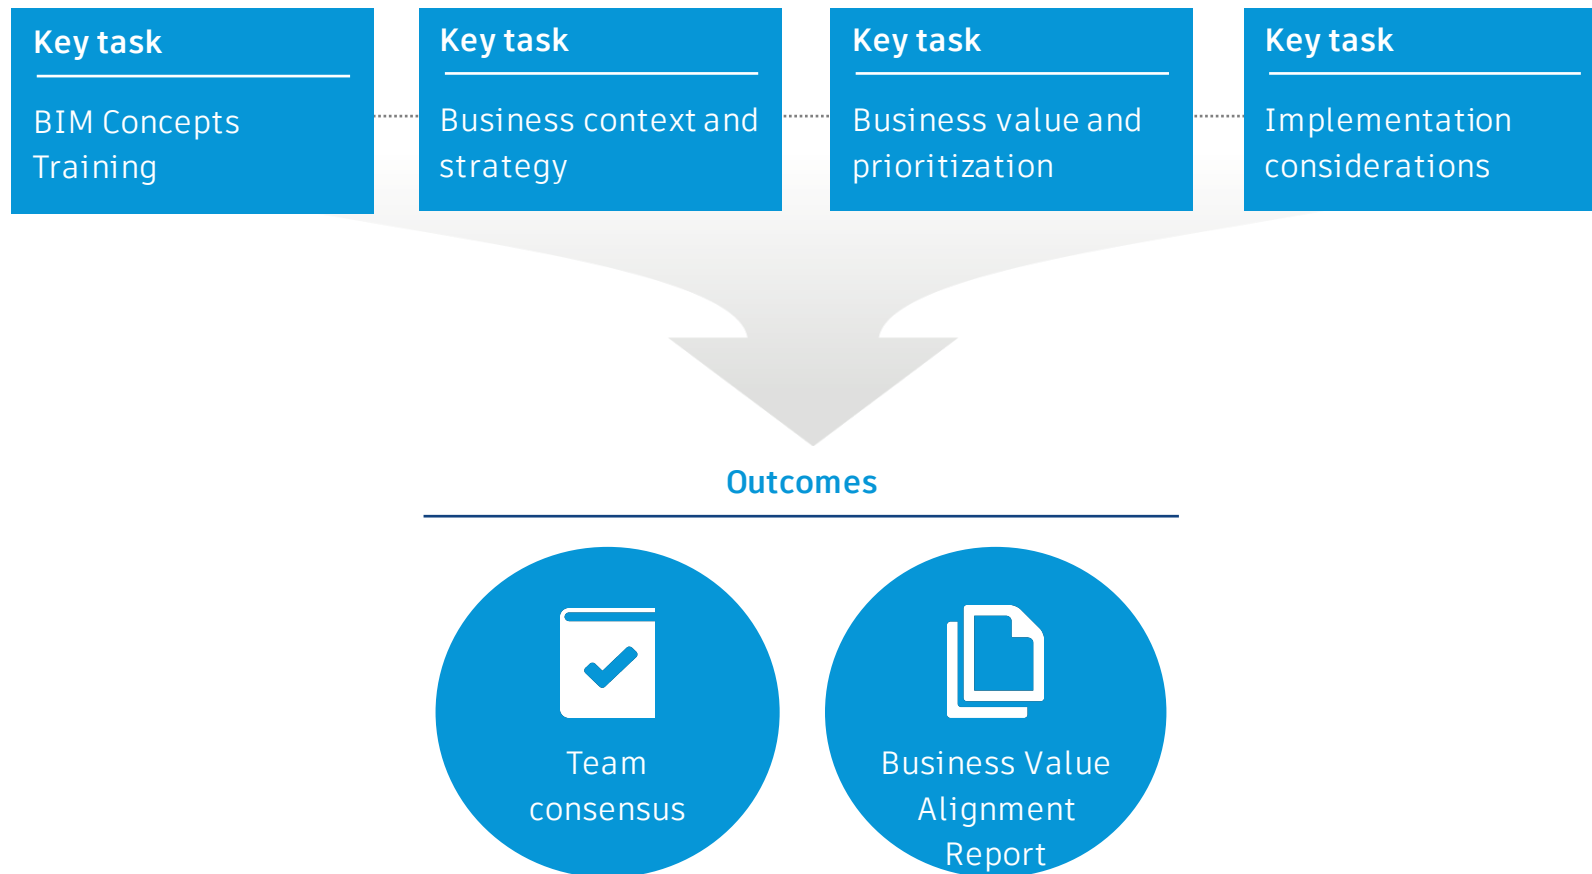 Key task
BIM Concepts
Training
Key task
Business context and
strategy
Key task
Business value and
prioritization
Key task
Implementation
considerations
Outcomes
Team
consensus
Business Value
Alignment
Report